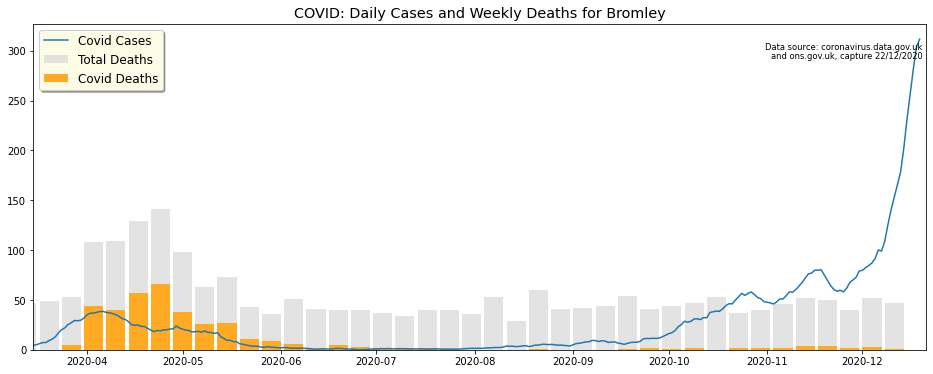 COVID: Daily Cases and Weekly Deaths for Bromley
Covid Cases
Total Deaths
Covid Deaths
Data source: coronavirus.data.gov.uk
and ons.gov.uk, capture 22/12/2020
300
250
200
150
100
50
0
2020-04 2020-05 2020-06 2020-07 2020-08 2020-09 2020-10 2020-11 2020-12